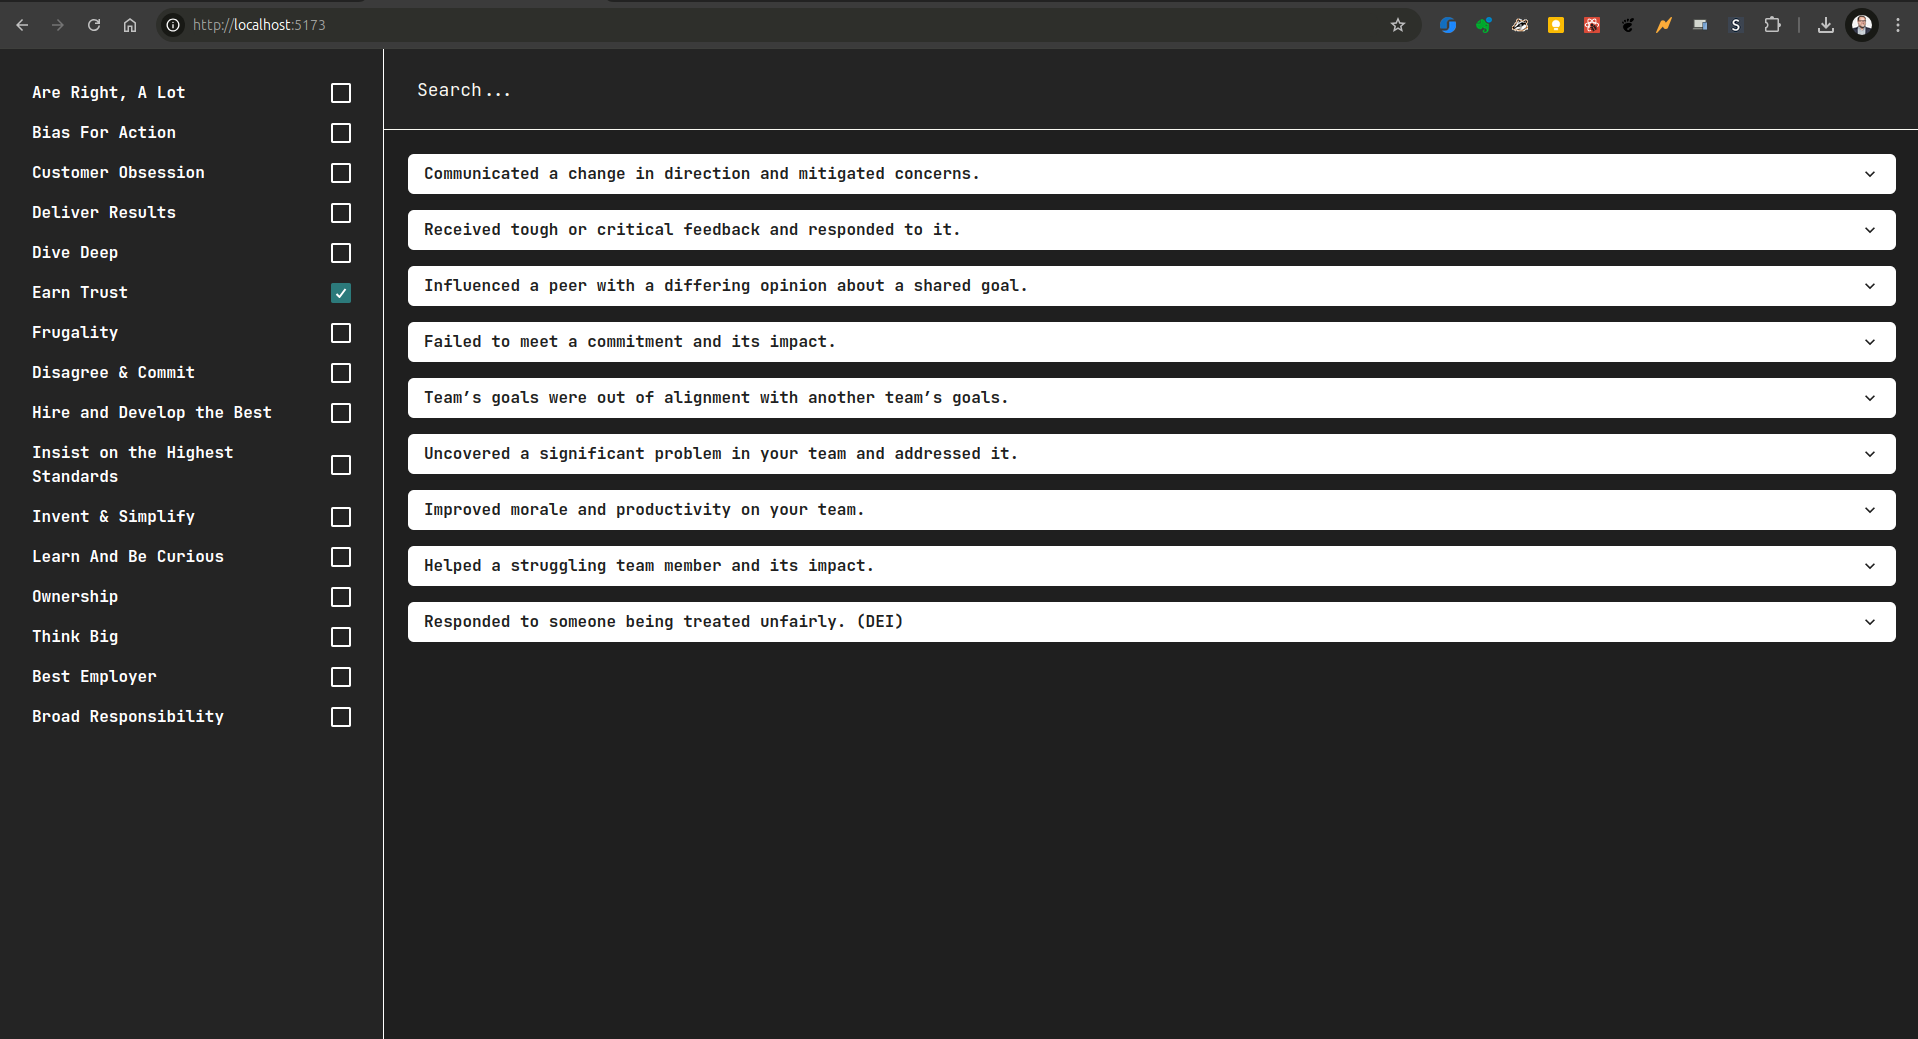 http://localhost:5173
S
Are Right, A Lot
Bias For Action
Customer Obsession
Deliver Results
Dive Deep
Earn Trust
Frugality
Disagree & Commit
Hire and Develop the Best
Insist on the Highest
Standards
Invent & Simplify
Learn And Be Curious
Ownership
Think Big
Best Employer
Broad Responsibility
Search...
Communicated a change in direction and mitigated concerns.
Received tough or critical feedback and responded to it.
Influenced a peer with a differing opinion about a shared goal.
Failed to meet a commitment and its impact.
Team’s goals were out of alignment with another team’s goals.
Uncovered a significant problem in your team and addressed it.
Improved morale and productivity on your team.
Helped a struggling team member and its impact.
Responded to someone being treated unfairly. (DEI)